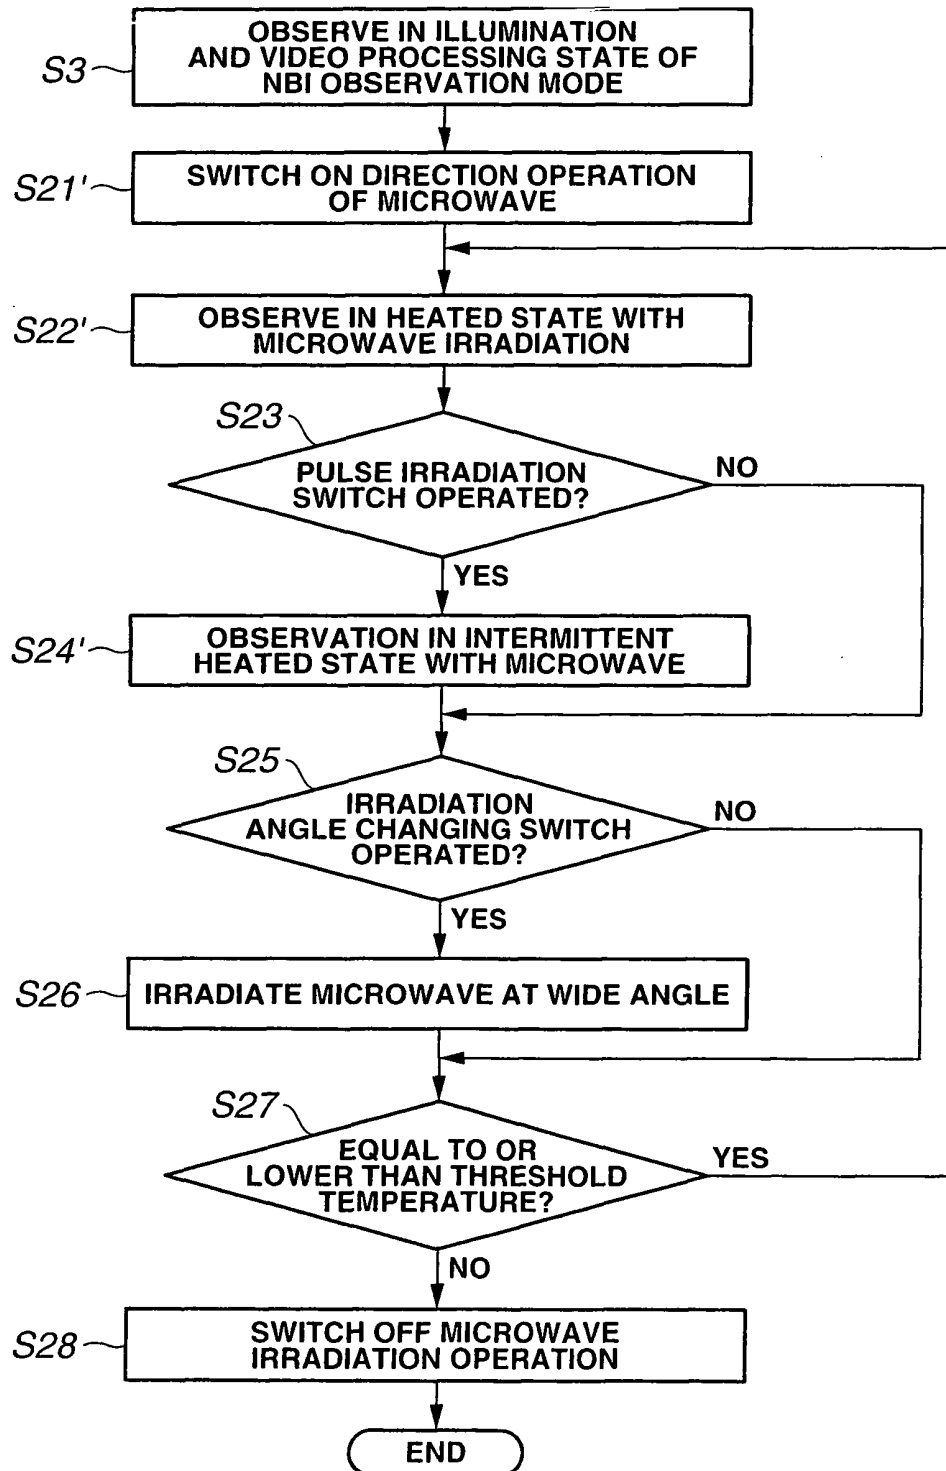 OBSERVE IN ILLUMINATION
AND VIDEO PROCESSING STATE OF
NBI OBSERVATION MODE
S3
SWITCH ON DIRECTION OPERATION
OF MICROWAVE
S21'
OBSERVE IN HEATED STATE WITH
MICROWAVE IRRADIATION
S22'
S23
PULSE IRRADIATION
SWITCH OPERATED?
NO
YES
OBSERVATION IN INTERMITTENT
HEATED STATE WITH MICROWAVE
S24'
S25
IRRADIATION
ANGLE CHANGING SWITCH
OPERATED?
NO
YES
S26
IRRADIATE MICROWAVE AT WIDE ANGLE
S27
EQUAL TO OR
LOWER THAN THRESHOLD
TEMPERATURE?
YES
NO
SWITCH OFF MICROWAVE
IRRADIATION OPERATION
S28
END